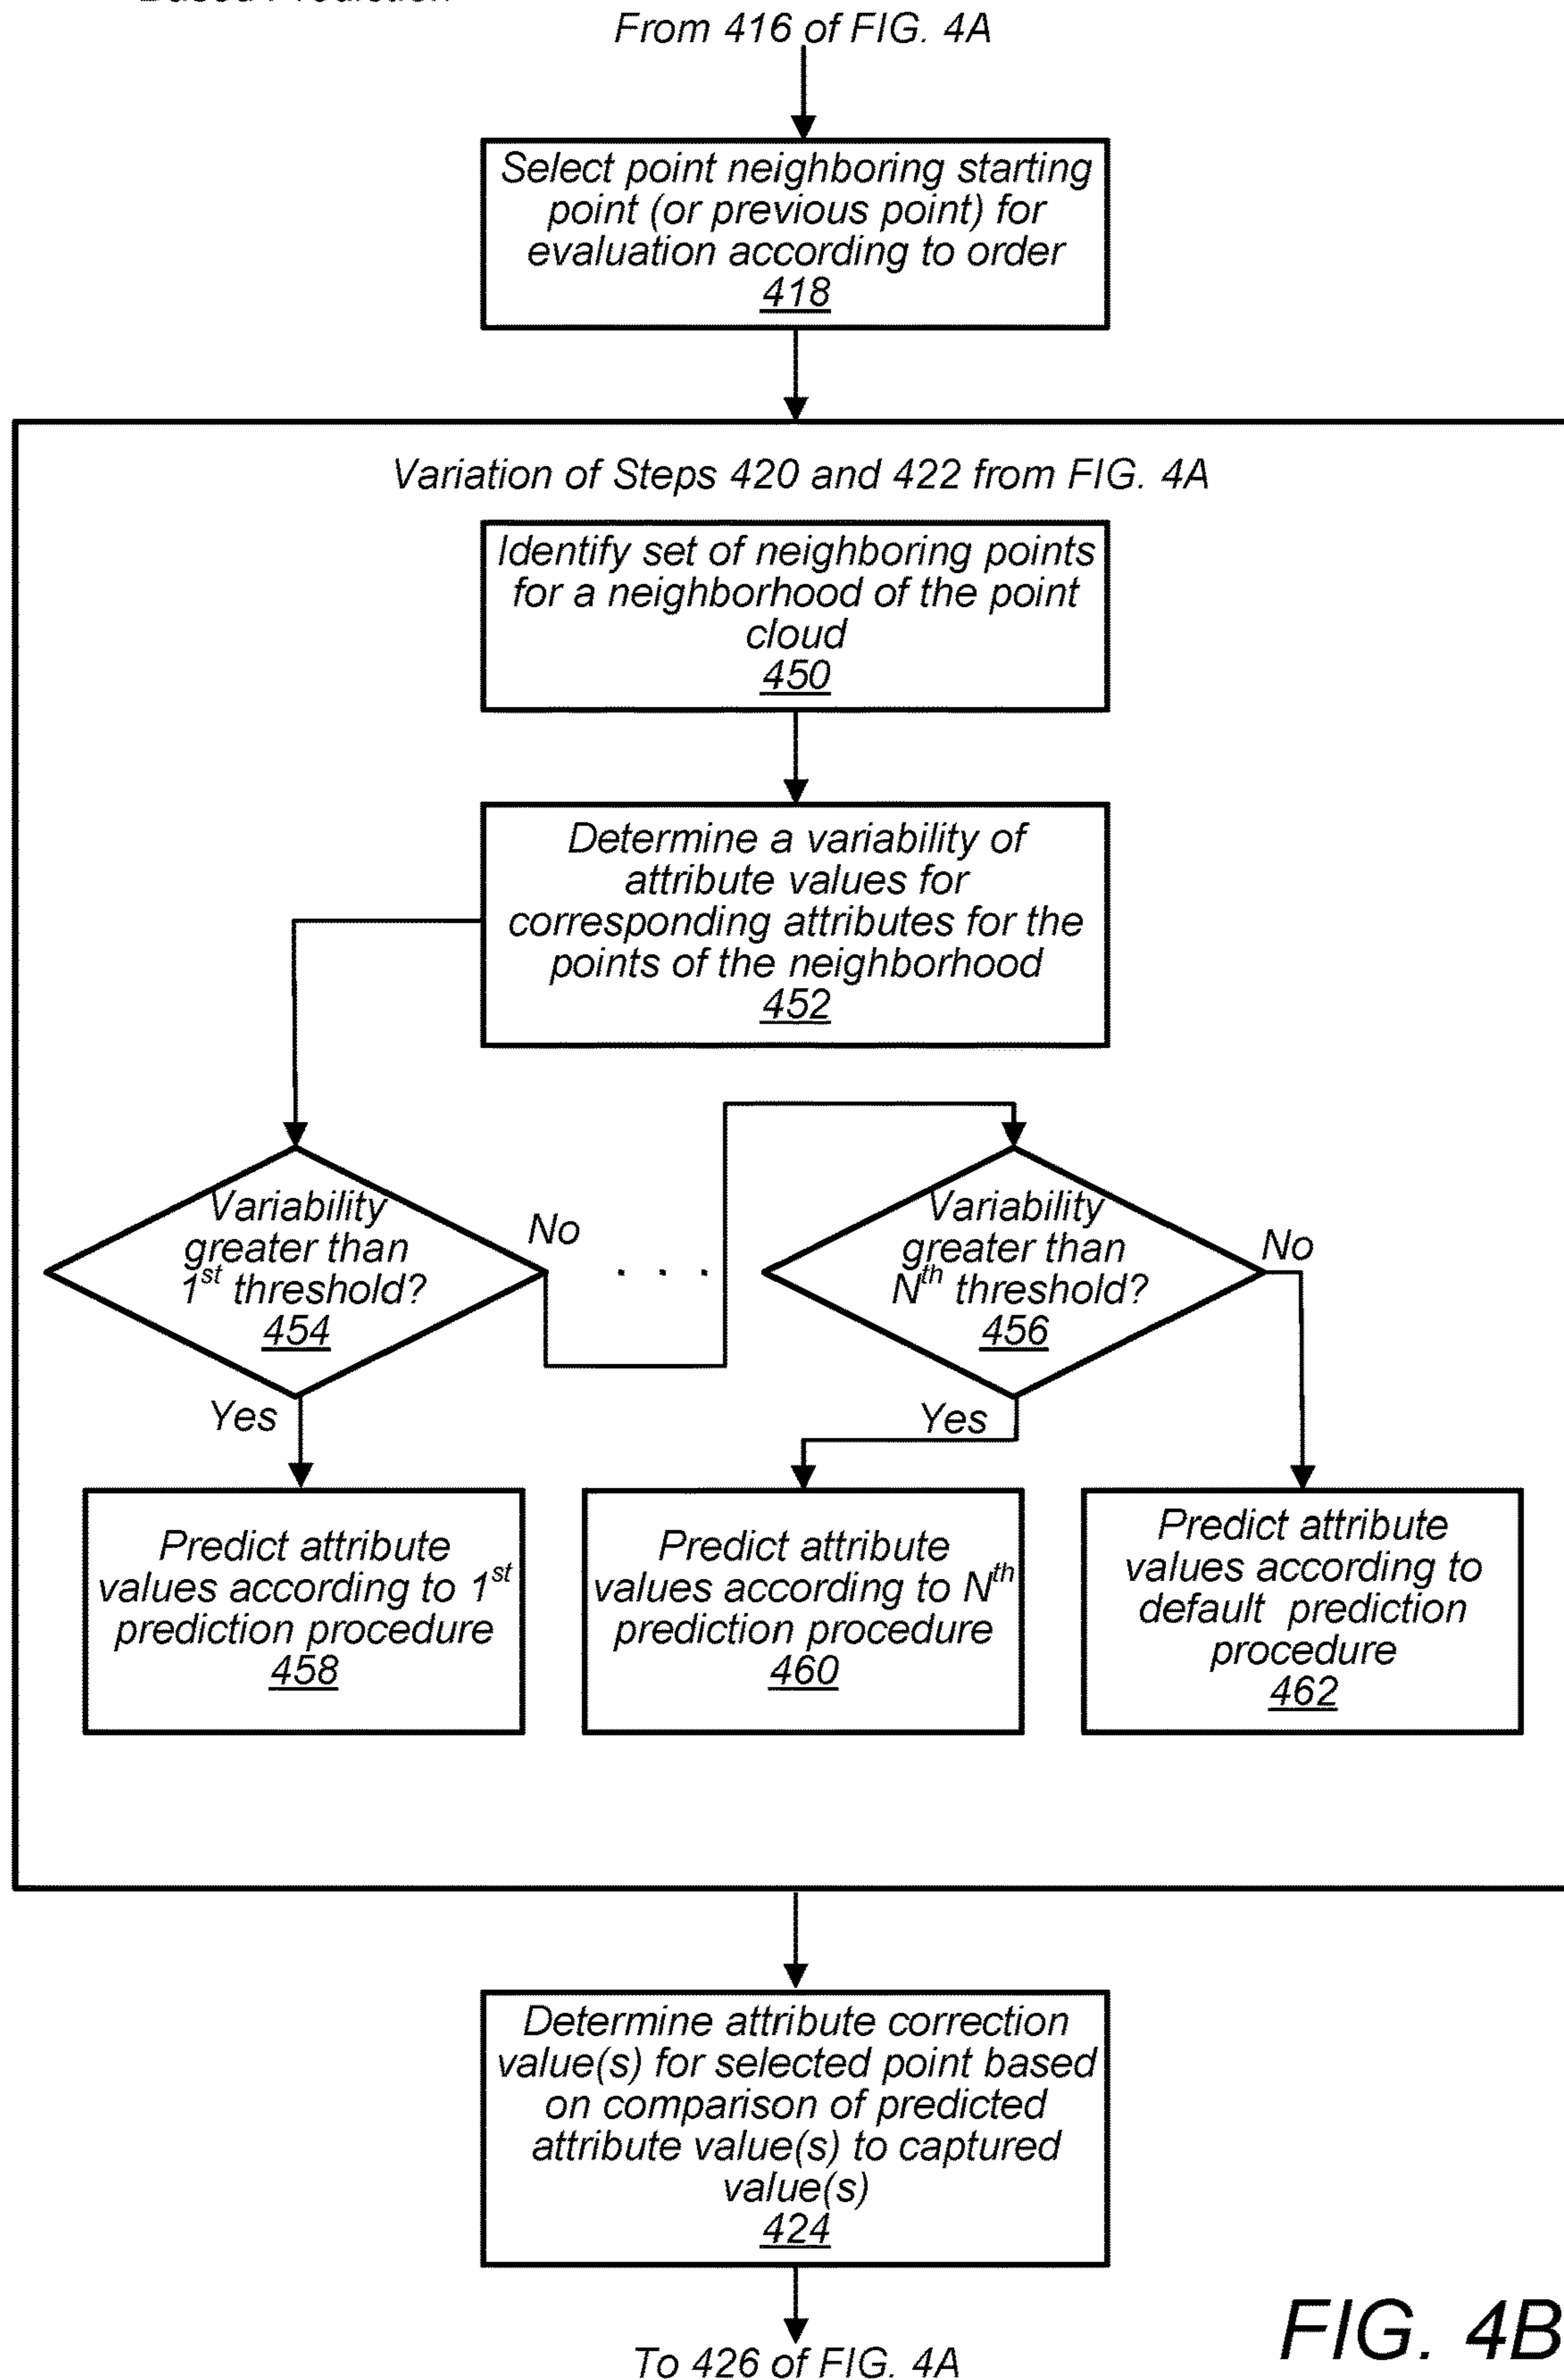 Based Prediction
From 416 of FIG. 4A
Select point neighboring starting
point (or previous point) for
evaluation according to order
418
Variation of Steps 420 and 422 from FIG. 4A
Identify set of neighboring points
for a neighborhood of the point
cloud
450
Determine a variability of
attribute values for
corresponding attributes for the
points of the neighborhood
452
Variability
greater than
1st threshold?
454
No
. . .
Variability
greater than
Nth threshold?
456
No
Yes
Yes
Predict attribute
values according to 1st
prediction procedure
458
Predict attribute
values according to Nth
prediction procedure
460
Predict attribute
values according to
default prediction
procedure
462
Determine attribute correction
value(s) for selected point based
on comparison of predicted
attribute value(s) to captured
value(s)
424
To 426 of FIG. 4A
FIG. 4B